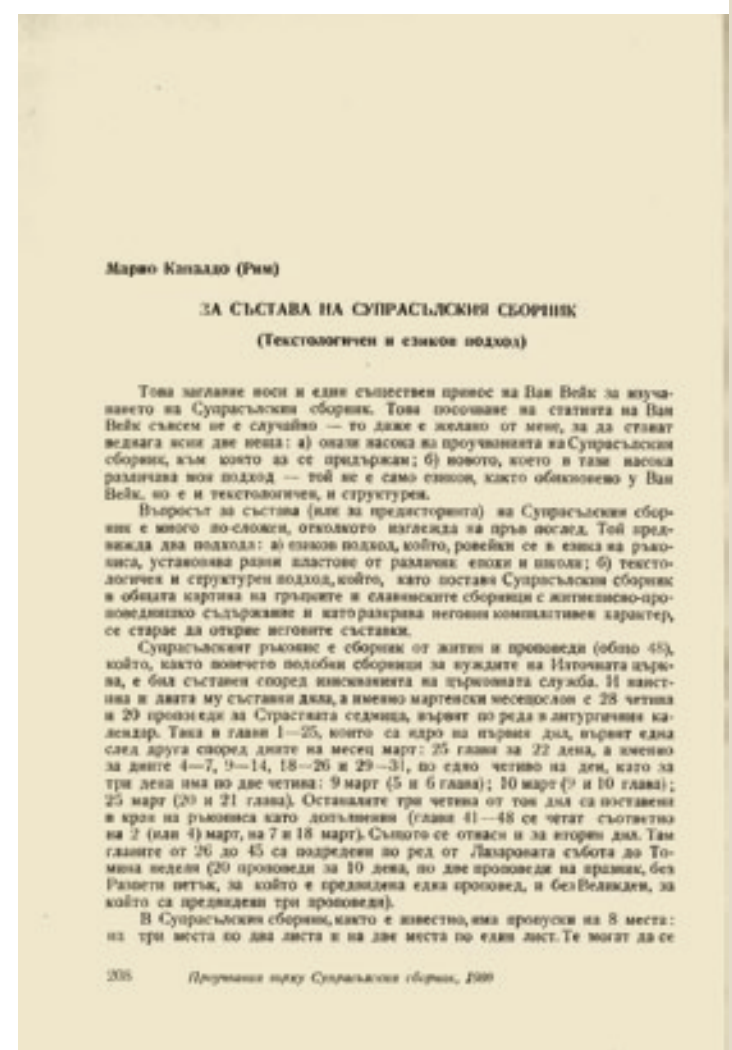 Марио Капалдо (Рим)
ЗА СЪСТАВА НА СУПРАСЪЛСКИЯ СБОРНИК
(Текстологичен и езиков подход)
Това заглавие носи и един съществен принос на Ван Вейк за изуча-
ването на Супрасълския сборник. Това посочване на статията на Ван
Вейк съвсем не е случайно — то даже е желано от мене, за да станат
веднага ясни две неща: а) онази насока на проучванията на Супрасълския
сборник, към която аз се придържам; б) новото, което в тази насока
различава моя подход — той не е само езиков, както обикновено у Ван
Вейк, но е и текстологичен, и структурен.
Въпросът за състава (или за предисторията) на Супрасълския сбор-
ник е много по-сложен, отколкото изглежда на пръв поглед. Той пред-
вижда два подхода: а) езиков подход, който, ровейки се в езика на ръко-
писа, установява разни пластове от различни епохи и школи; б) тексто-
логичен и структурен подход, който, като поставя Супрасълския сборник
в общата картина на гръцките и славянските сборници с житиепно-про-
поведнишко съдържание и като разкрива неговия компилативен характер,
се старае да открие неговите съставки.
Супрасълският ръкопис е сборник от жития и проповеди (общо 48),
който, както повечето подобни сборници за нуждите на Източната църк-
ва, е бил съставен според изискванията на църковната служба. И наист-
ина и двата му съставни дяла, а именно мартенски месецослов с 28 четива
и 20 проповеди за Страстната седмица, вървят по реда в литургичния ка-
лендар. Така в глави 1—25, които са ядро на първия дял, вървят една
след друга според дните на месец март: 25 глави за 22 дена, а именно
за дните 4—7, 9—14, 18—26 и 29—31, по едно четиво на ден, като за
три дена има по две четива: 9 март (5 и 6 глава); 10 март (9 и 10 глава);
25 март (20 и 21 глава). Останалите три четива от тоя дял са поставени
в края на ръкописа като допълнения (глави 41—48 се четат съответно
на 2 (или 4) март, на 7 и 18 март). Същото се отнася и за втория дял. Там
главите от 26 до 45 са подредени по ред от Лазаровата събота до То-
мина неделя (20 проповеди за 10 дена, по две проповеди на празник, без
Разпети петък, за който е предвидена една проповед, и без Великден, за
който са предвидени три проповеди).
В Супрасълския сборник, както е известно, има пропуски на 8 места:
на три места по два листа и на две места по един лист. Те могат да се
208 Проучвания върху Супрасълския сборник, 1980